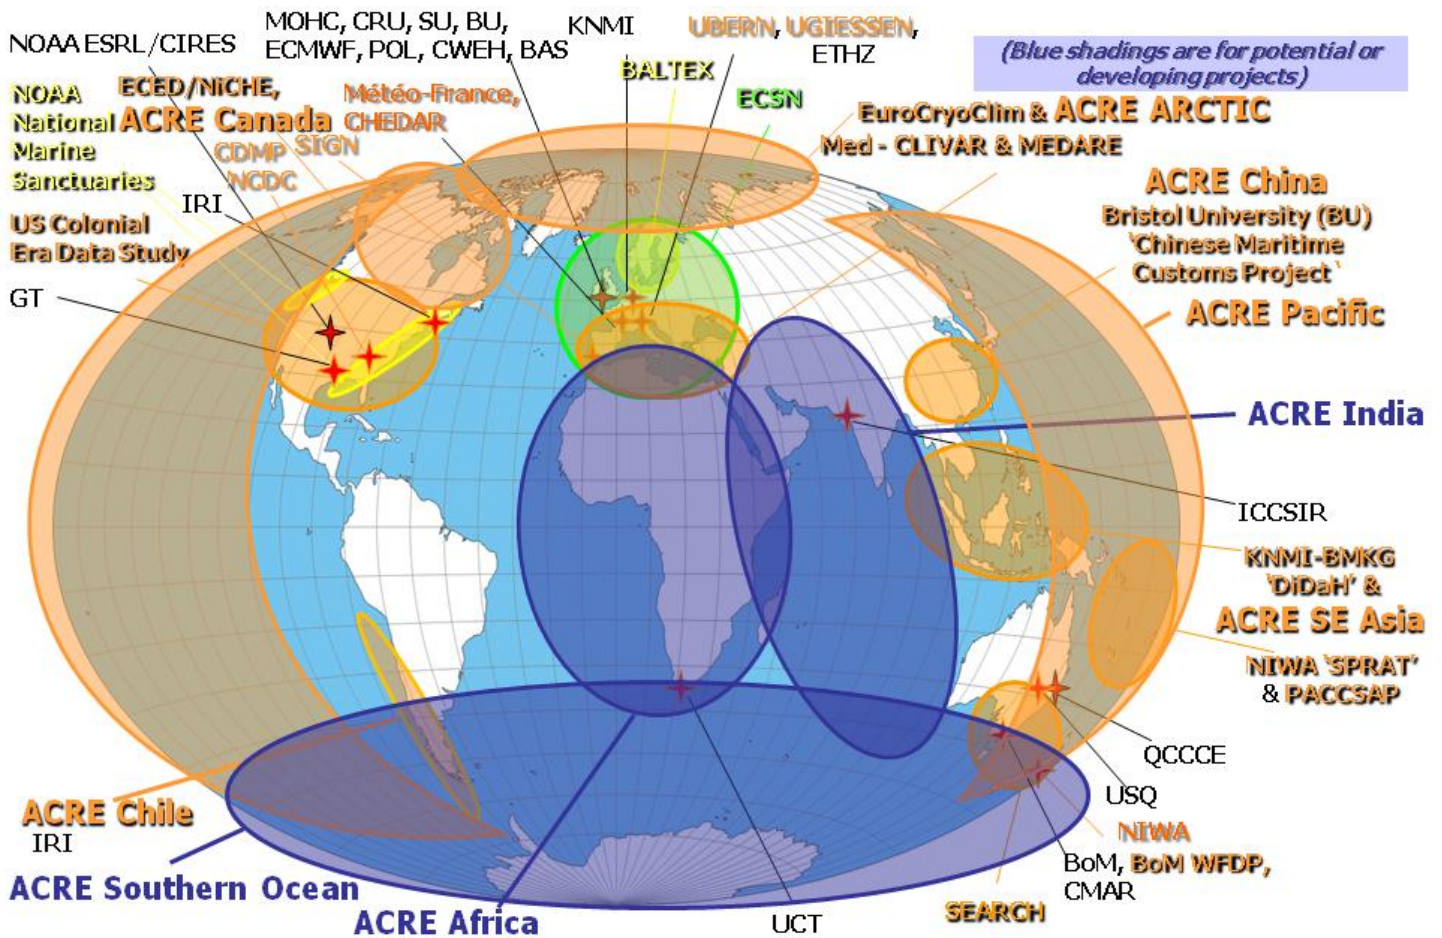 MOHC, CRU, SU, BU,
ECMWF, POL, CWEH, BAS
KNMI
UBERN, UGIESSEN,
ETHZ
NOAA ESRL/CIRES
(Blue shadings are for potential or
developing projects)
BALTEX
ECSN
NOAA
National
Marine
Sanctuaries
ECED/NiCHE,
ACRE Canada
CDMP
NCDC
SIGN
Météo-France,
CHEDAR
EuroCryoClim & ACRE ARCTIC
Med - CLIVAR & MEDARE
IRI
US Colonial
Era Data Study
GT
ACRE China
Bristol University (BU)
'Chinese Maritime
Customs Project'
ACRE Pacific
ACRE India
ICCSIR
KNMI-BMKG
'DiDaH' &
ACRE SE Asia
NIWA 'SPRAT'
& PACCSAP
QCCCE
USQ
NIWA
BoM, BoM WFDP,
CMAR
SEARCH
ACRE Chile
IRI
ACRE Southern Ocean
ACRE Africa
UCT